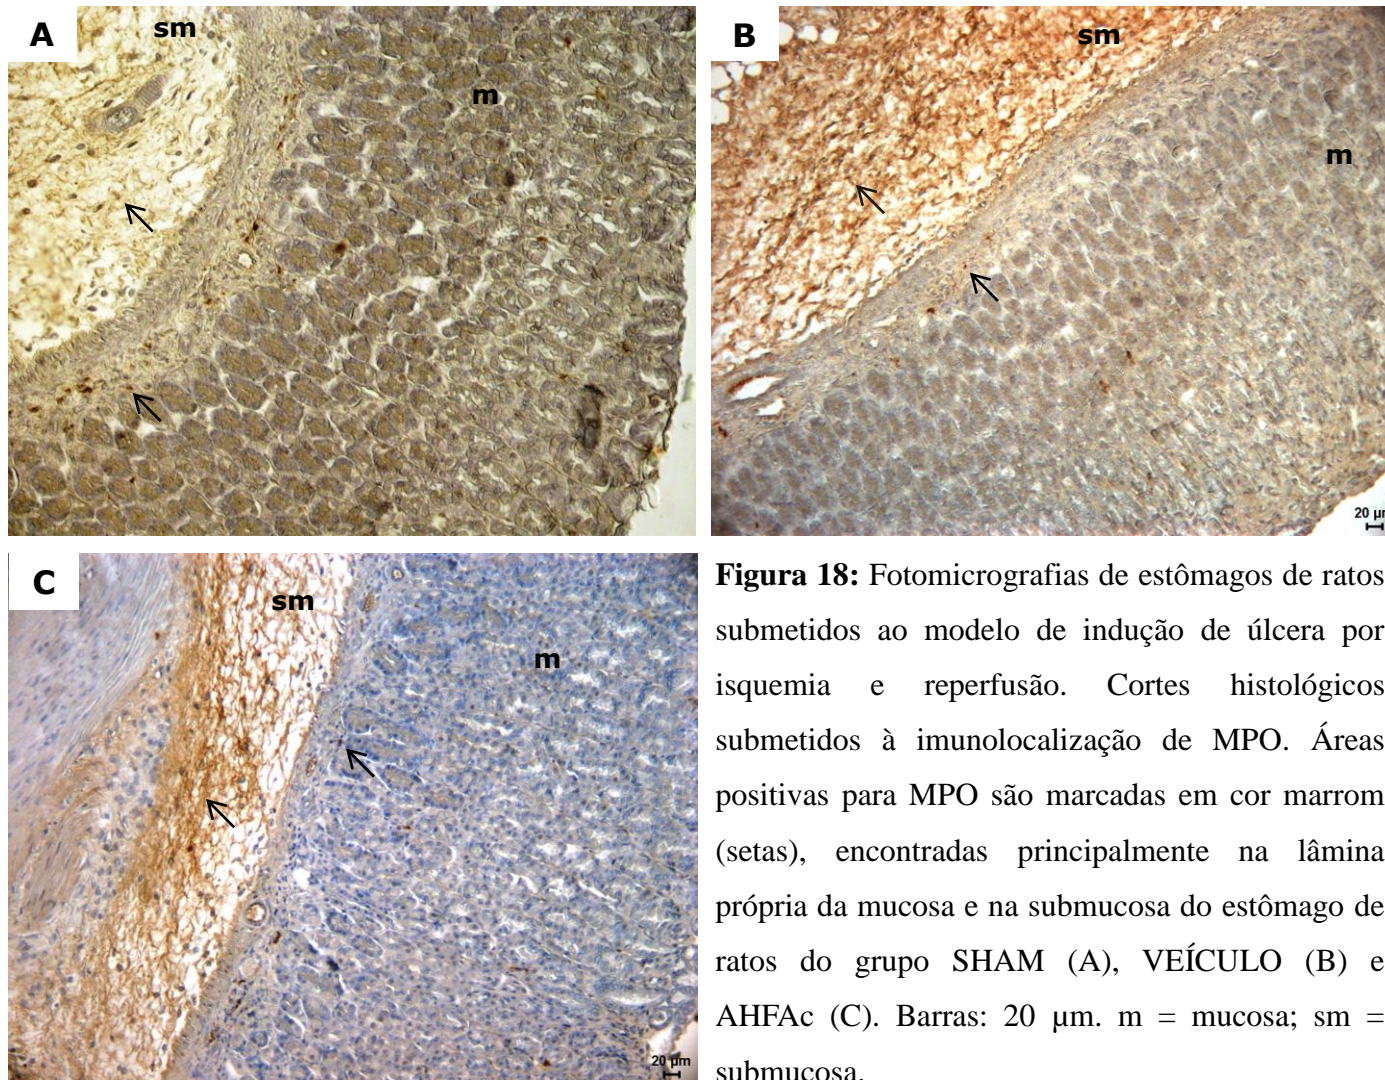 A
sm
m
B
sm
m
20 µm
C
sm
m
20 µm
Figura 18: Fotomicrografias de estômagos de ratos
submetidos ao modelo de indução de úlcera por
isquemia e reperfusão. Cortes histológicos
submetidos à imunolocalização de MPO. Áreas
positivas para MPO são marcadas em cor marrom
(setas), encontradas principalmente na lâmina
própria da mucosa e na submucosa do estômago de
ratos do grupo SHAM (A), VEÍCULO (B) e
AHFAc (C). Barras: 20 µm. m = mucosa; sm =
submucosa.